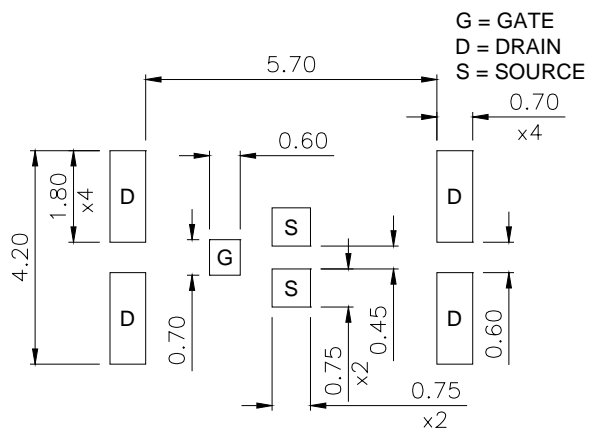 G = GATE
D = DRAIN
S = SOURCE
5.70
0.70
x4
0.60
1.80
x4
4.20
D
D
S
G
S
D
D
0.70
0.75
x2
0.45
0.60
0.75
x2